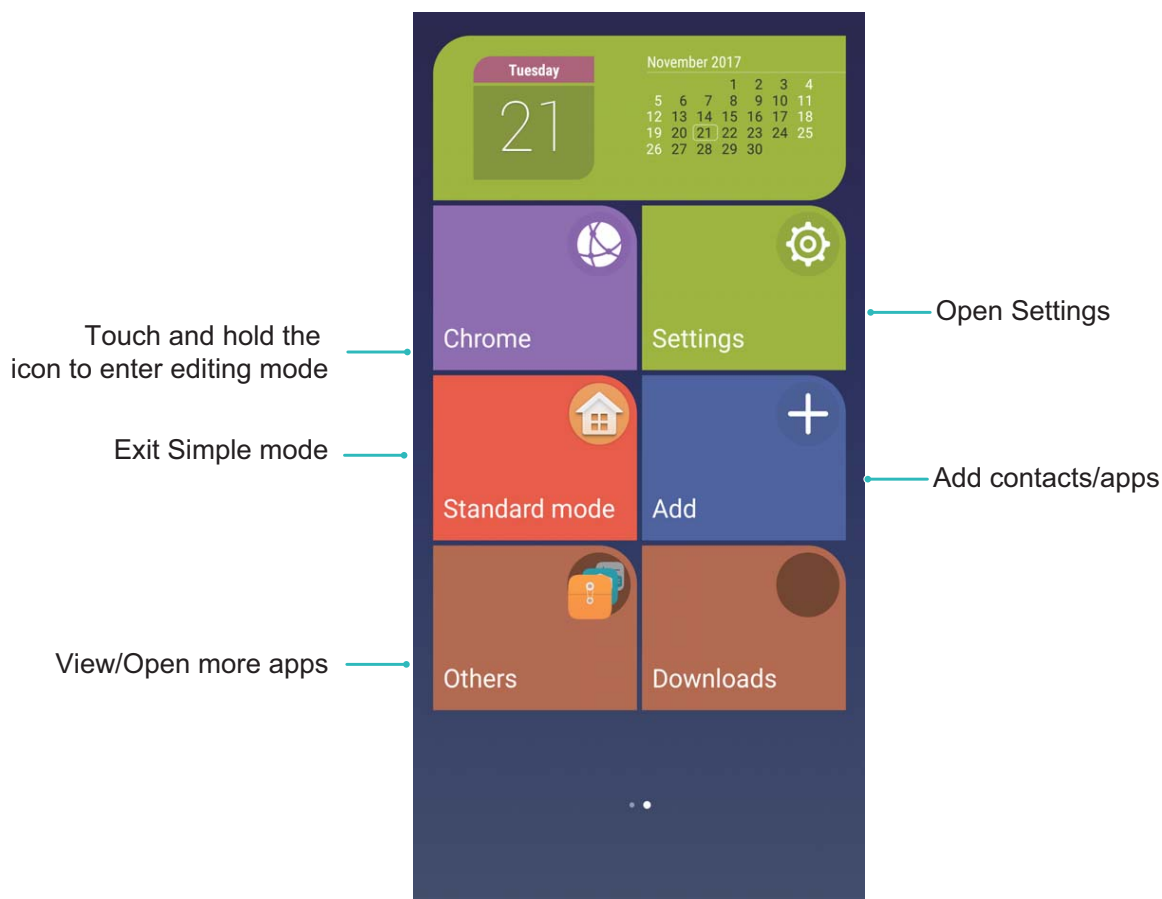 Tuesday
21
November 2017
1 2 3 4
5 6 7 8 9 10 11
12 13 14 15 16 17 18
19 20 21 22 23 24 25
26 27 28 29 30
Chrome
Settings
Open Settings
Touch and hold the
icon to enter editing mode
Exit Simple mode
Standard mode
Add
Add contacts/apps
View/Open more apps
Others
Downloads